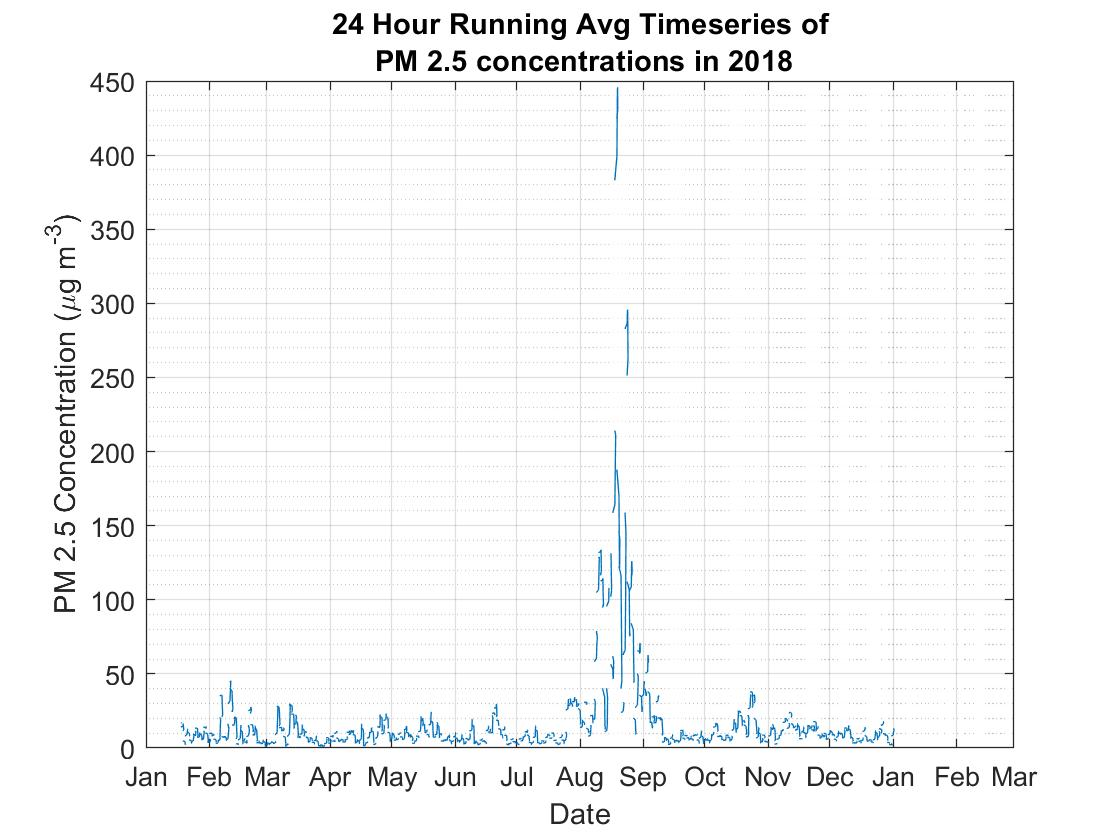 24 Hour Running Avg Timeseries of
PM 2.5 concentrations in 2018
450
400
350
300
250
200
150
100
50
0
PM 2.5 Concentration (μg m-3)
Jan Feb Mar Apr May Jun Jul Aug Sep Oct Nov Dec Jan Feb Mar
Date